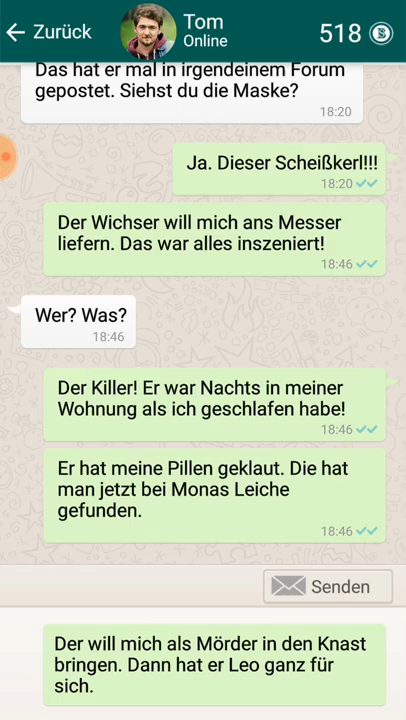 Zurück
Tom
Online
518
Das hat er mal in irgendeinem Forum
gepostet. Siehst du die Maske?
18:20
Ja. Dieser Scheißkerl!!!
18:20
Der Wichser will mich ans Messer
liefern. Das war alles inszeniert!
18:46
Wer? Was?
18:46
Der Killer! Er war Nachts in meiner
Wohnung als ich geschlafen habe!
18:46
Er hat meine Pillen geklaut. Die hat
man jetzt bei Monas Leiche
gefunden.
18:46
Senden
Der will mich als Mörder in den Knast
bringen. Dann hat er Leo ganz für
sich.